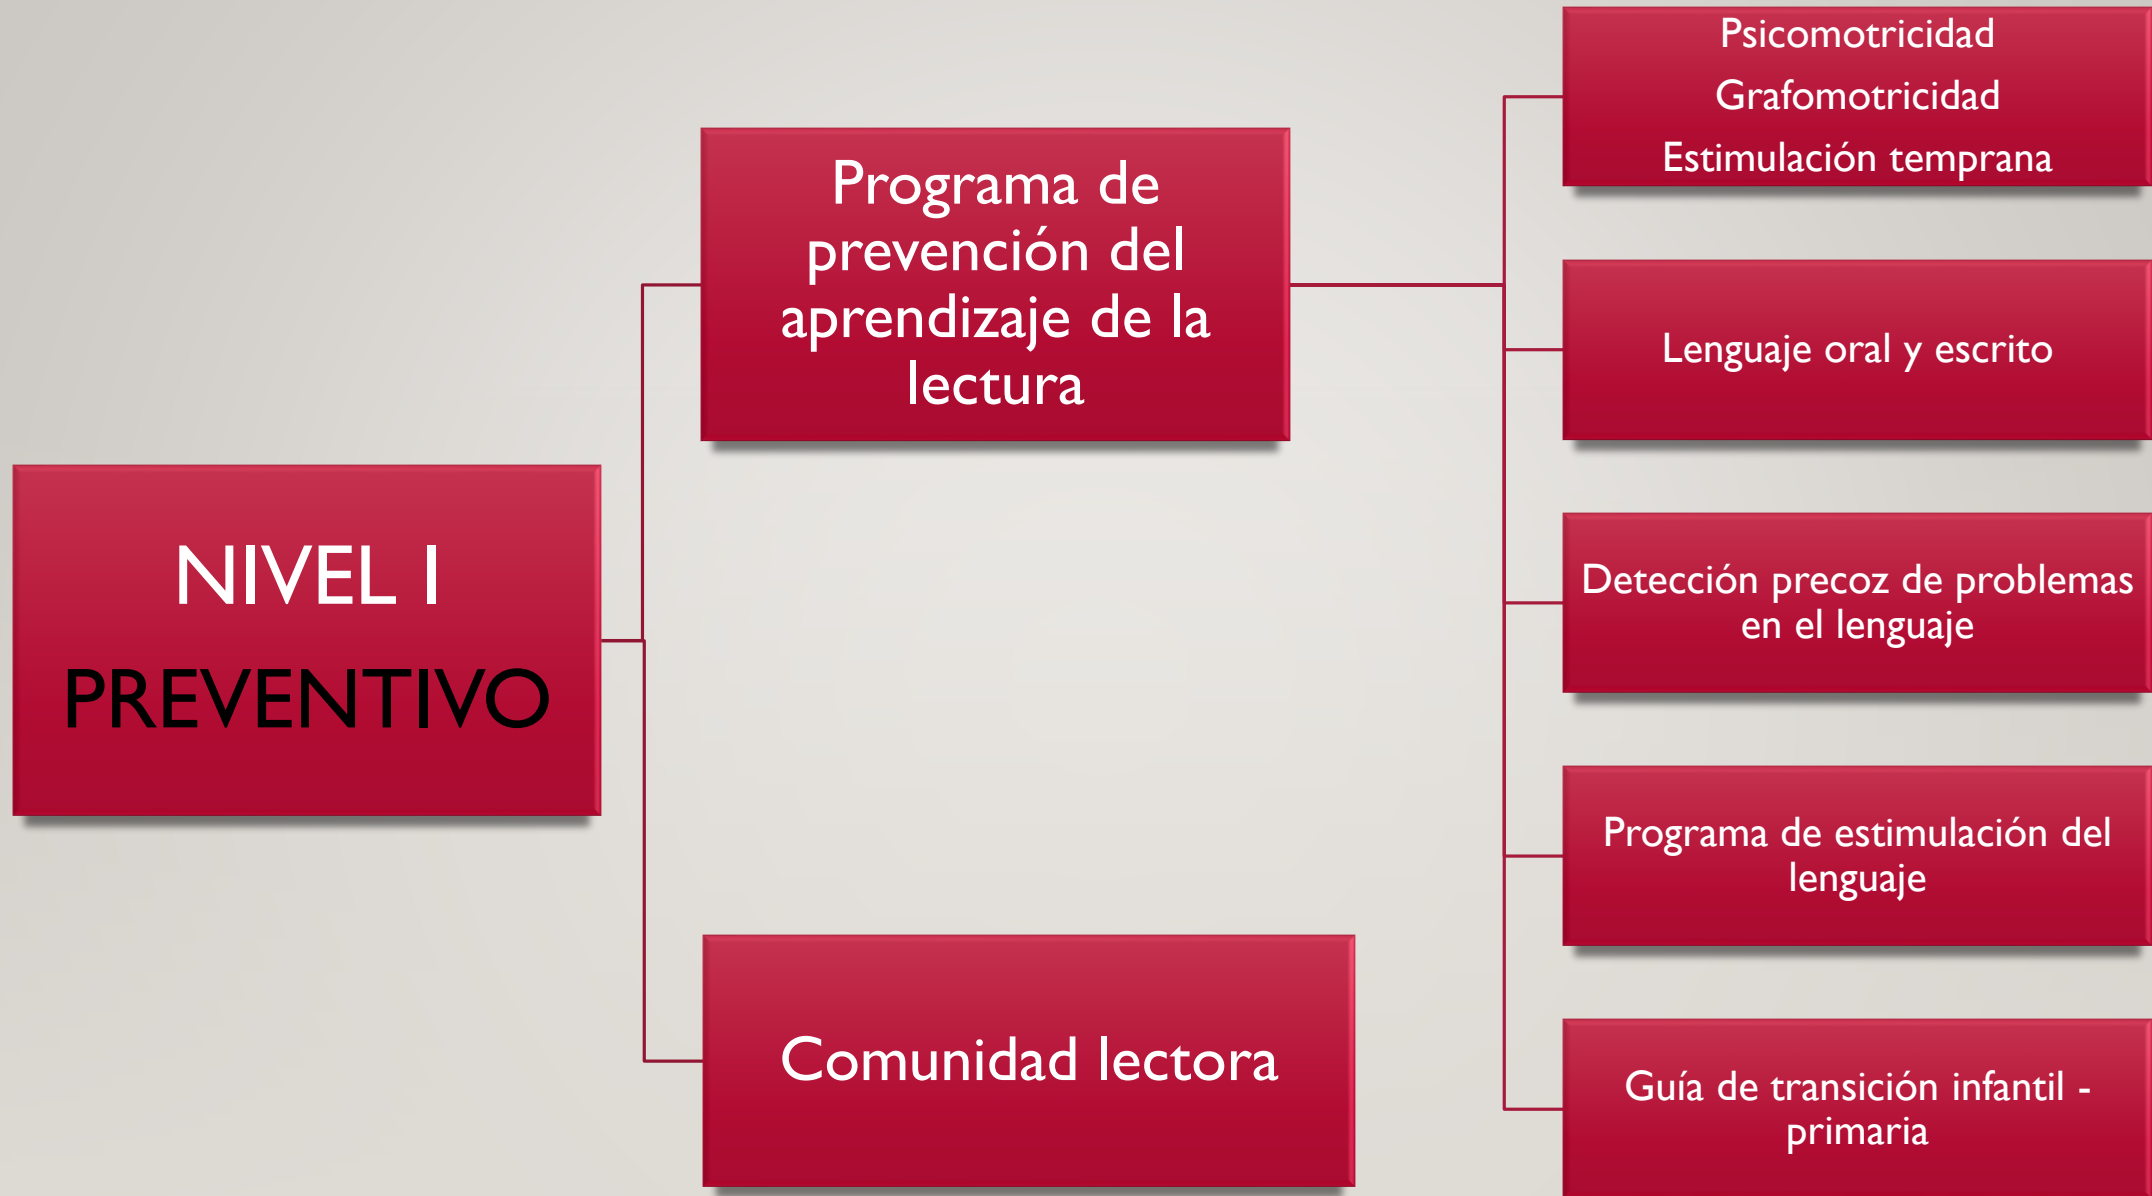 NIVEL I
PREVENTIVO
Programa de
prevención del
aprendizaje de la
lectura
Psicomotricidad
Grafomotricidad
Estimulación temprana
Lenguaje oral y escrito
Detección precoz de problemas
en el lenguaje
Programa de estimulación del
lenguaje
Guía de transición infantil -
primaria
Comunidad lectora